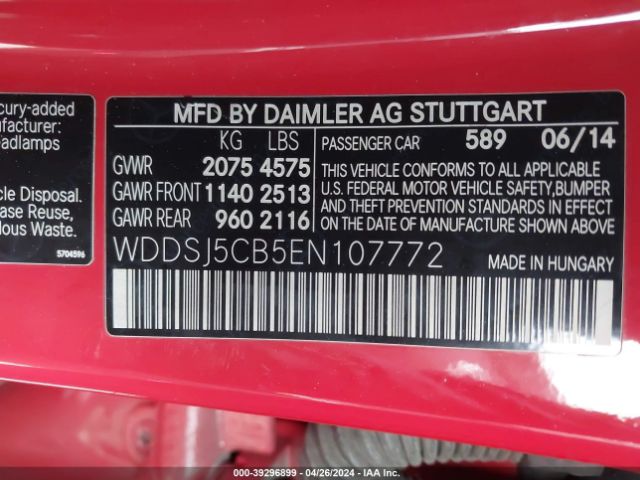 cury-added
ufacturer:
eadlamps
cle Disposal.
ase Reuse,
lous Waste.
5704596
MFD BY DAIMLER AG STUTTGART
KG LBS
GVWR 2075 4575
GAWR FRONT 1140 2513
GAWR REAR 960 2116
PASSENGER CAR 589 06/14
THIS VEHICLE CONFORMS TO ALL APPLICABLE
U.S. FEDERAL MOTOR VEHICLE SAFETY,BUMPER
AND THEFT PREVENTION STANDARDS IN EFFECT
ON THE DATE OF MANUFACTURE SHOWN ABOVE
WDDSJ5CB5EN107772
MADE IN HUNGARY
000-39296899 - 04/26/2024 - IAA Inc.